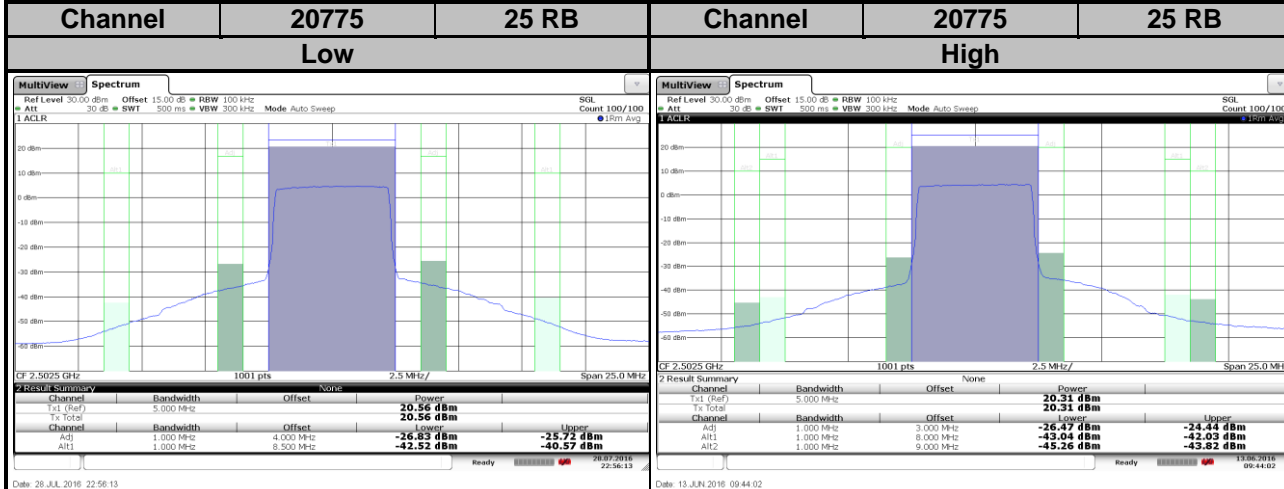 Channel 20775 25 RB Channel 20775 25 RB
Low High
MultiView Spectrum
Ref Level 30.00 dBm Offset 15.00 dB RBW 100 kHz SGL
Att 30 dB SWT 500 ms VBW 300 kHz Mode Auto Sweep Count 100/100
1 ACLR 1Rm Avg
20 dBm
10 dBm
0 dBm
-10 dBm
-20 dBm
-30 dBm
-40 dBm
-50 dBm
-60 dBm
CF 2.5025 GHz 1001 pts 2.5 MHz/ Span 25.0 MHz
2 Result Summary None
Channel Bandwidth Offset Power
Tx1 (Ref) 5.000 MHz 20.56 dBm
Tx Total 20.56 dBm
Channel Bandwidth Offset Lower Upper
Adj 1.000 MHz 4.000 MHz -26.83 dBm -25.72 dBm
Alt1 1.000 MHz 8.500 MHz -42.52 dBm -40.57 dBm
Ready 28.07.2016
22:56:13
Date: 28.JUL.2016 22:56:13
MultiView Spectrum
Ref Level 30.00 dBm Offset 15.00 dB RBW 100 kHz SGL
Att 30 dB SWT 500 ms VBW 300 kHz Mode Auto Sweep Count 100/100
1 ACLR 1Rm Avg
20 dBm
10 dBm
0 dBm
-10 dBm
-20 dBm
-30 dBm
-40 dBm
-50 dBm
-60 dBm
CF 2.5025 GHz 1001 pts 2.5 MHz/ Span 25.0 MH
2 Result Summary None
Channel Bandwidth Offset Power
Tx1 (Ref) 5.000 MHz 20.31 dBm
Tx Total 20.31 dBm
Channel Bandwidth Offset Lower Upper
Adj 1.000 MHz 3.000 MHz -26.47 dBm -24.44 dBm
Alt1 1.000 MHz 8.000 MHz -43.04 dBm -42.03 dBm
Alt2 1.000 MHz 9.000 MHz -45.26 dBm -43.82 dBm
Ready 13.06.2016
09:44:02
Date: 13.JUN.2016 09:44:02